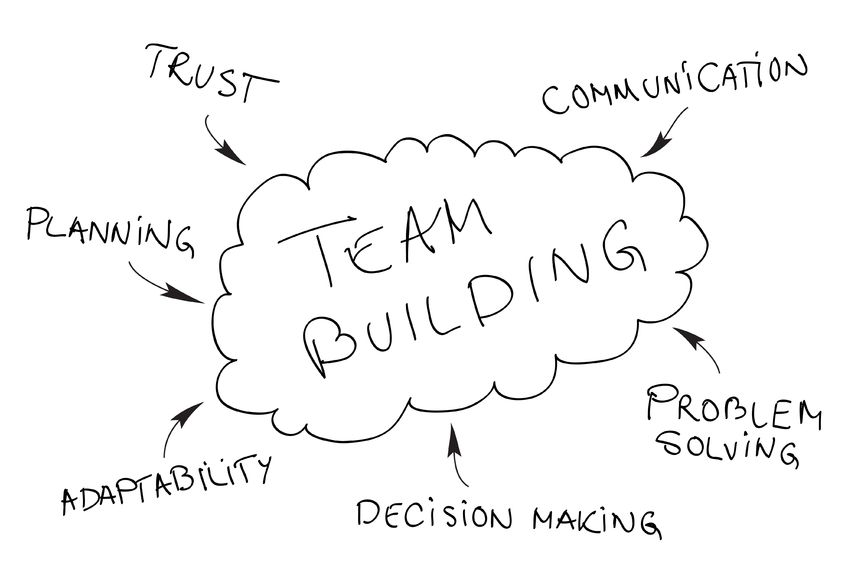 TRUST
COMMUNiCATiON
PLANNiNG
TEAM
BUILDING
PROBLEM
SOLViNG
ADAPTABiLiTY
DECiSiON MAKiNG